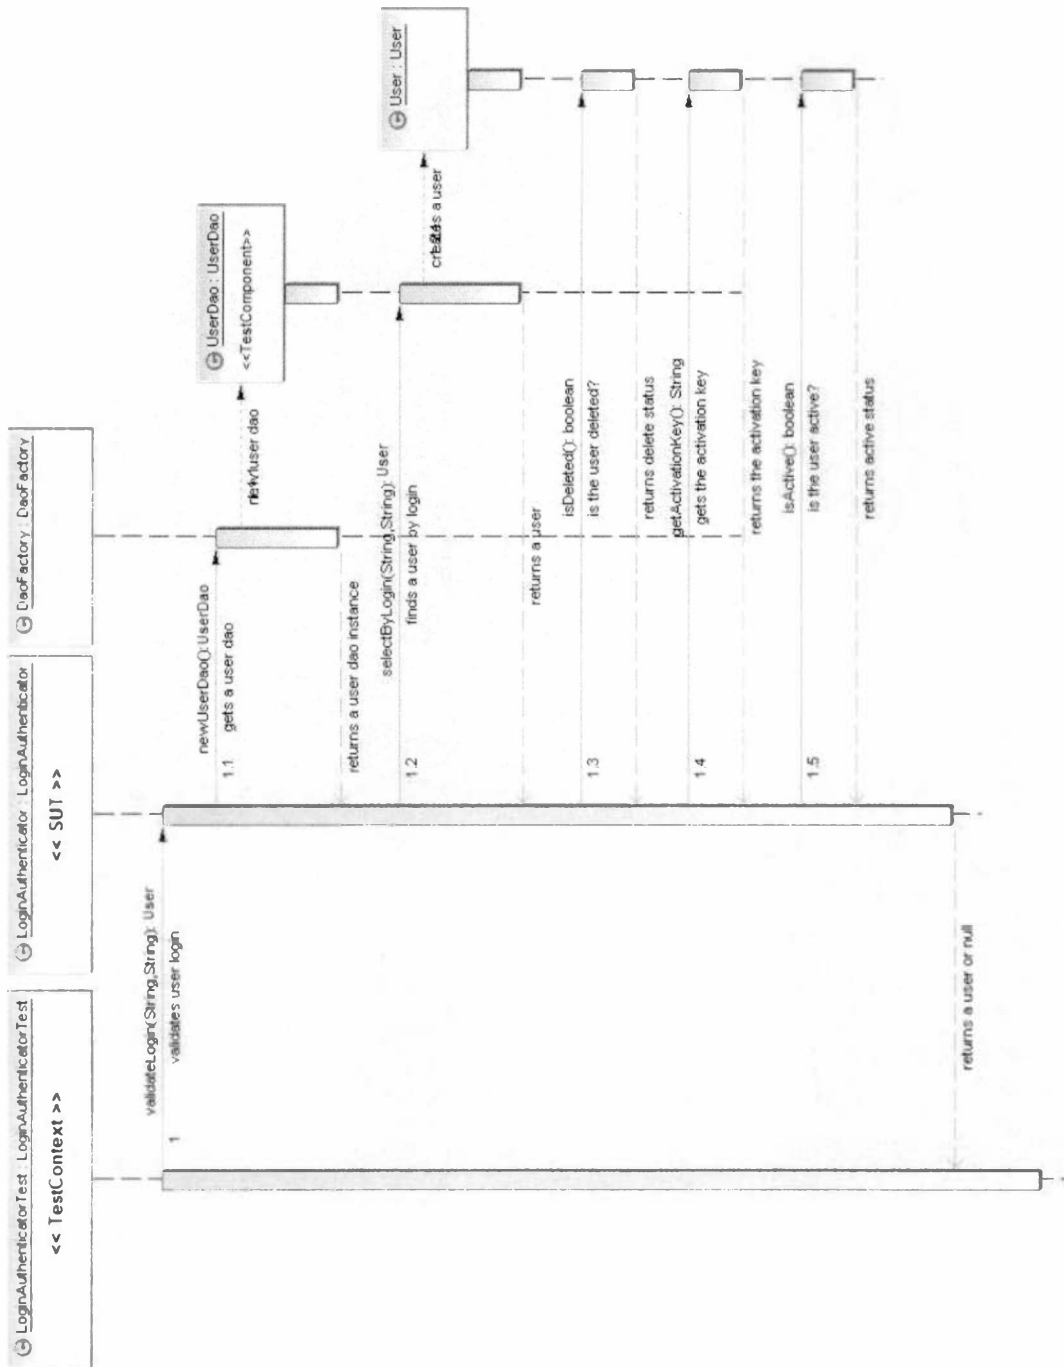 LoginAuthenticatorTest : LoginAuthenticatorTest
<< TestContext >>
LoginAuthenticator : LoginAuthenticator
<< SUT >>
DaoFactory : DaoFactory
UserDao : UserDao
<<TestComponent>>
User : User
validateLogin(String,String): User
1
validates user login
newUserDao(): UserDao
1.1
gets a user dao
user dao
returns a user dao instance
selectByLogin(String,String): User
1.2
finds a user by login
a user
returns a user
isDeleted(): boolean
1.3
is the user deleted?
returns delete status
getActivationKey(): String
1.4
gets the activation key
returns the activation key
isActive(): boolean
1.5
is the user active?
returns active status
returns a user or null